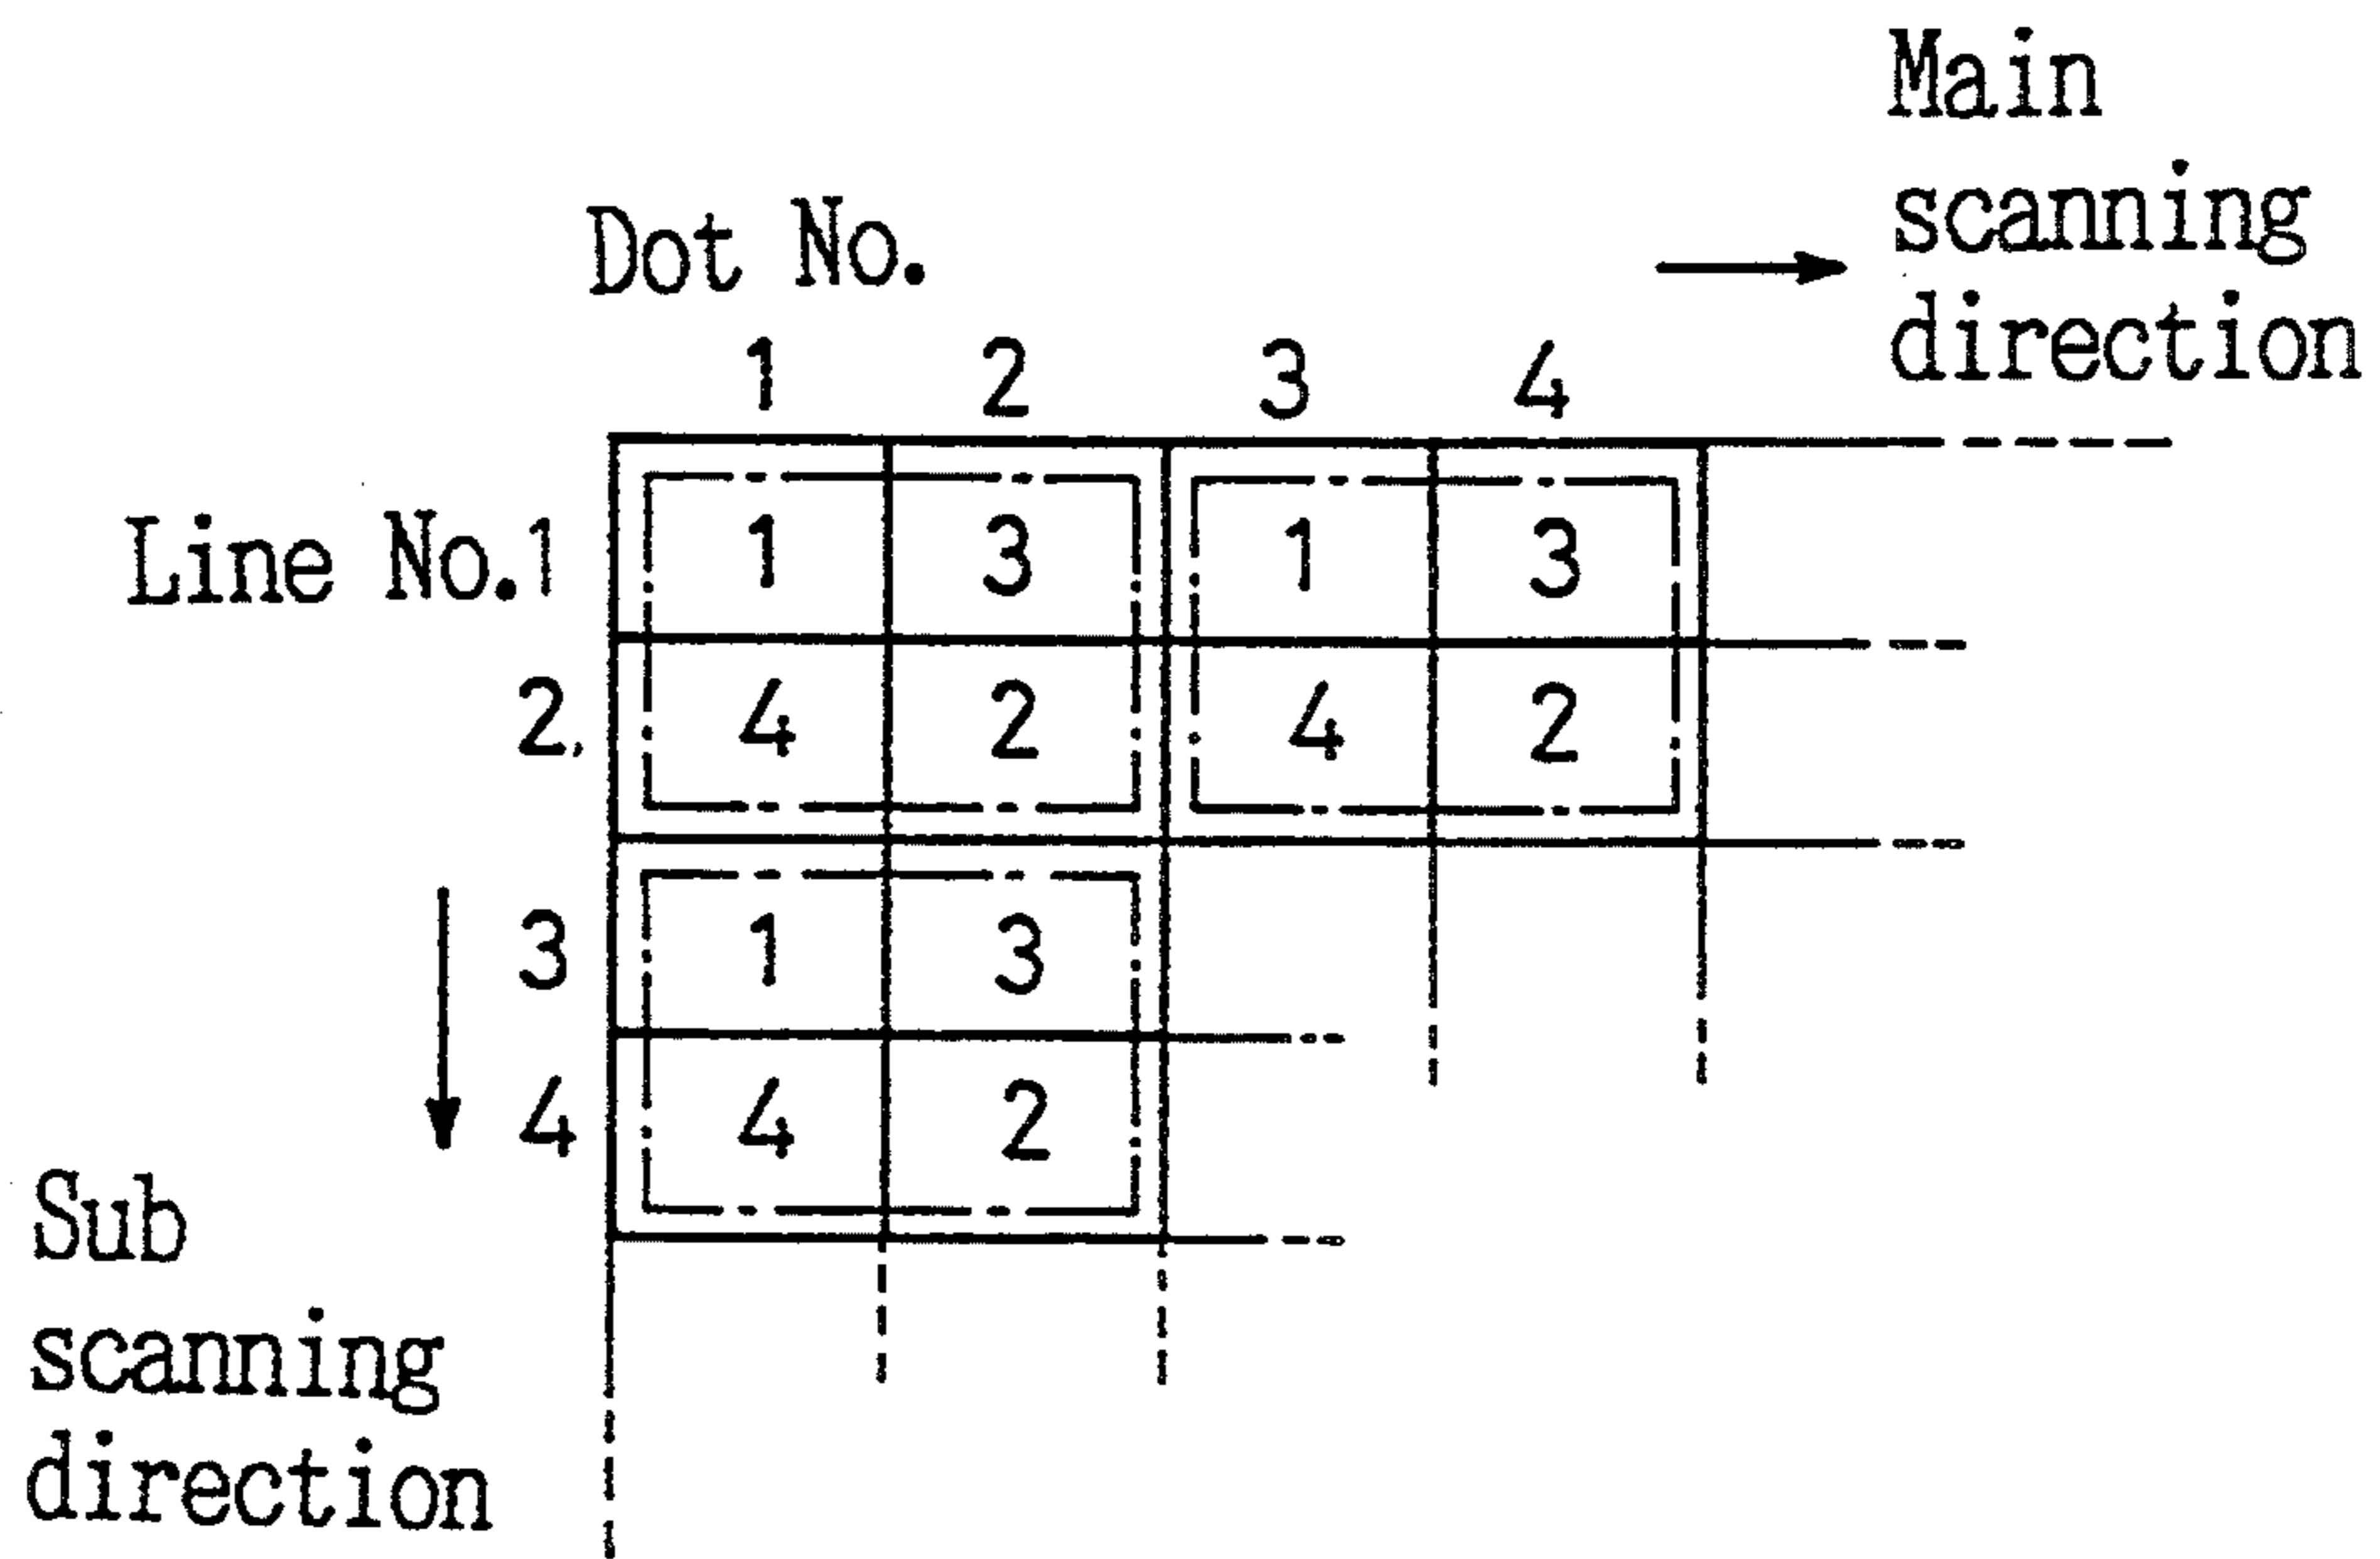 Main
scanning
direction
Dot No.
1 2 3 4
Line No.1 1 3 1 3
2, 4 2 4 2
3 1 3
4 4 2
Sub
scanning
direction